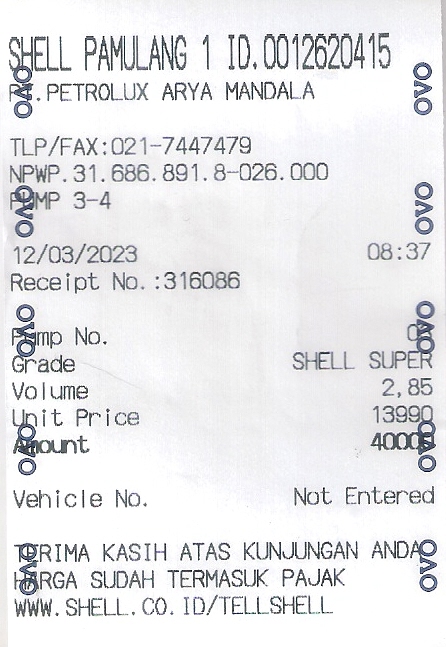 SHELL PAMULANG 1 ID.0012620415
PT.PETROLUX ARYA MANDALA
TLP/FAX:021-7447479
NPWP.31.686.891.8-026.000
PUMP 3-4
12/03/2023 08:37
Receipt No.:316086
Pump No.
Grade SHELL SUPER
Volume 2,85
Unit Price 13990
Amount 40000
Vehicle No. Not Entered
TERIMA KASIH ATAS KUNJUNGAN ANDA
HARGA SUDAH TERMASUK PAJAK
WWW.SHELL.CO.ID/TELLSHELL
OVO
OVO
OVO
OVO
OVO
OVO
OVO
OVO
OVO
OVO